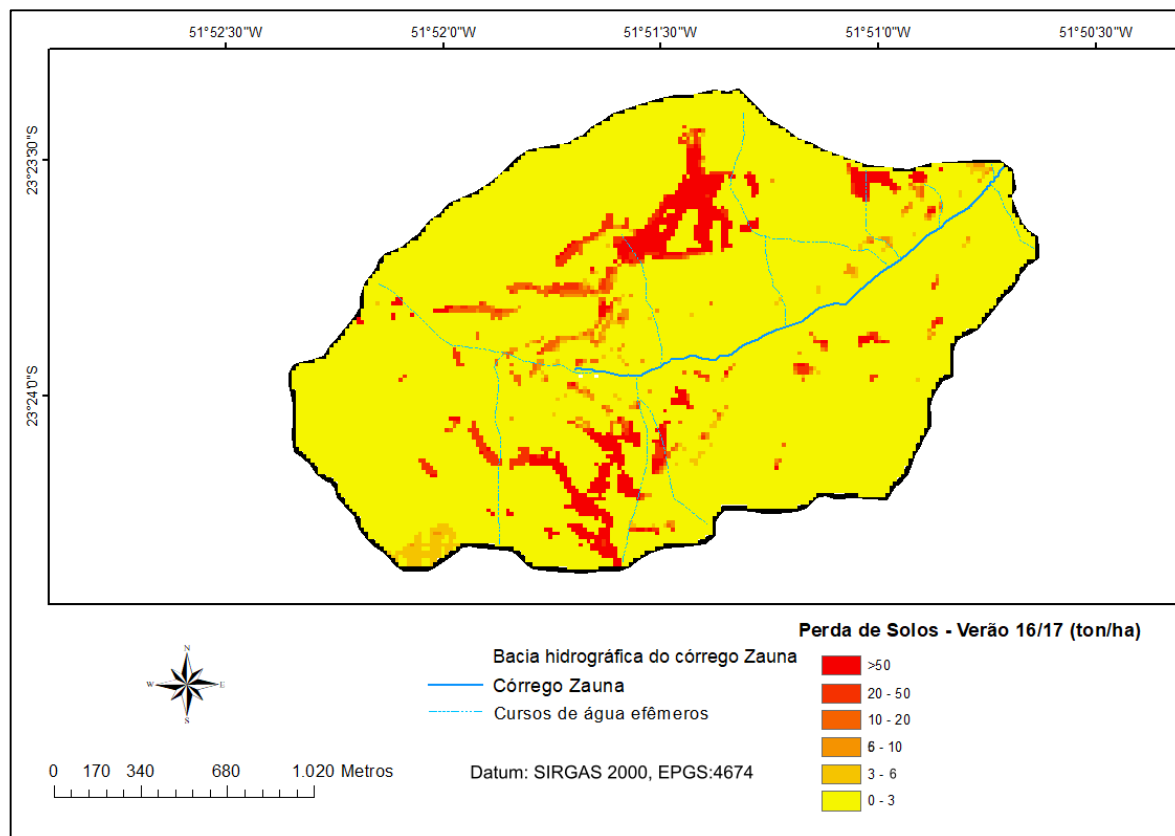 51°52'30"W 51°52'0"W 51°51'30"W 51°51'0"W 51°50'30"W
23°23'30"S
23°24'0"S
N
W E
S
0 170 340 680 1.020 Metros
Bacia hidrográfica do córrego Zauna
Córrego Zauna
Cursos de água efêmeros
Datum: SIRGAS 2000, EPGS:4674
Perda de Solos - Verão 16/17 (ton/ha)
>50
20 - 50
10 - 20
6 - 10
3 - 6
0 - 3